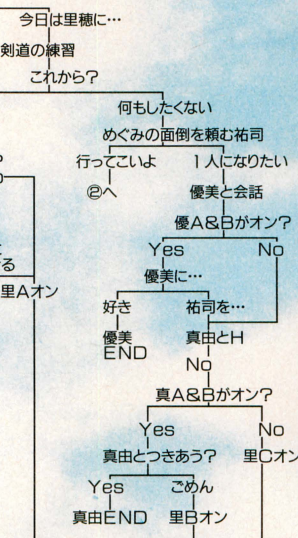 今日は里穂に…
剣道の練習
これから？
何もしたくない
めぐみの面倒を頼む祐司
行ってこいよ
1人になりたい
②へ
優美と会話
優A&Bがオン？
Yes
No
優美に…
る
里Aオン
好き
祐司を…
優美
END
真由とH
No
真A&Bがオン？
Yes
No
真由とつきあう？
里Cオン
Yes
ごめん
真由END
里Bオン